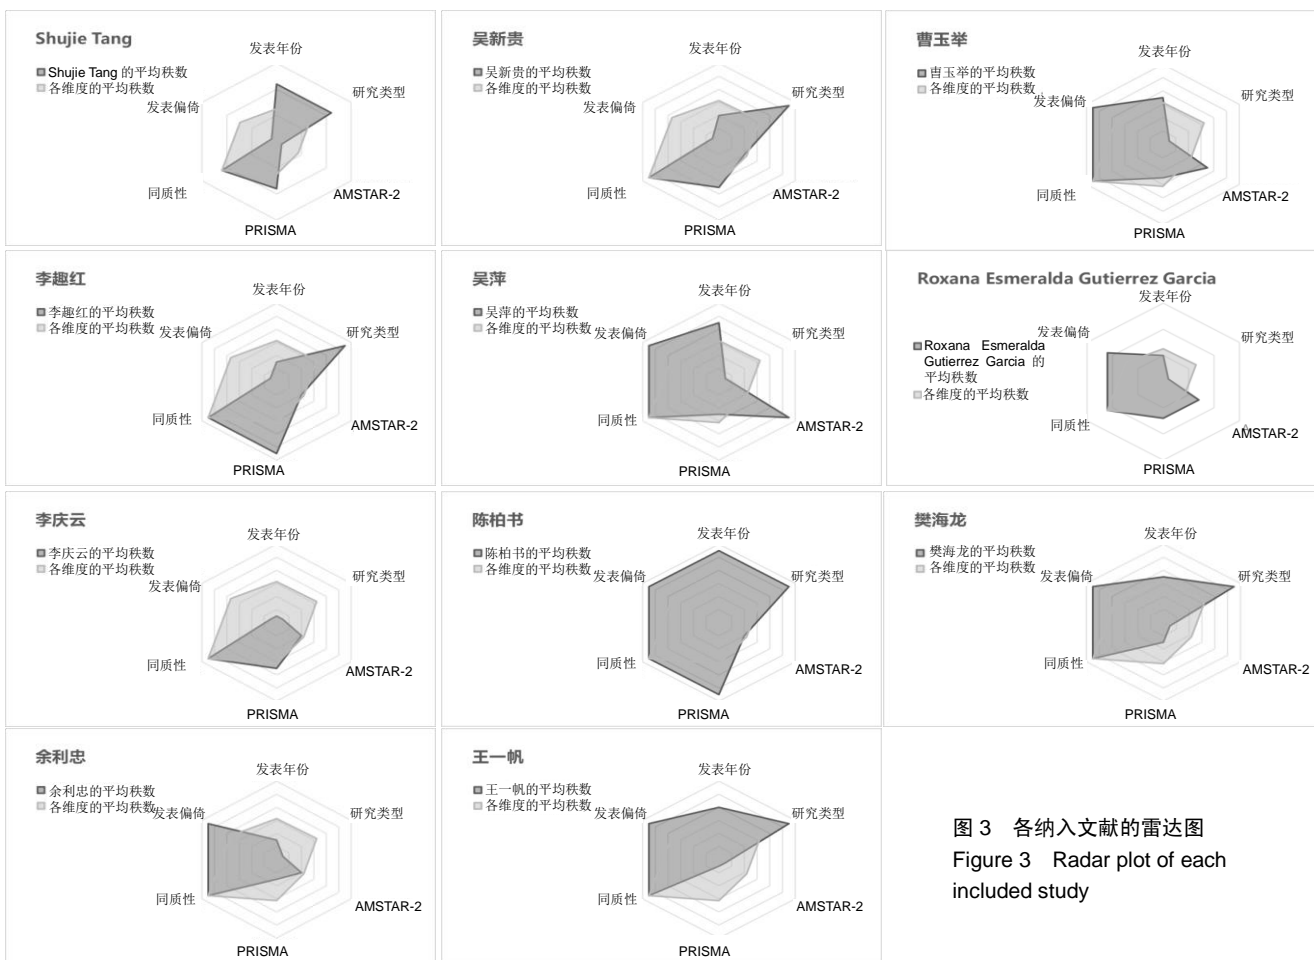 Shujie Tang
发表年份
Shujie Tang 的平均秩数
各维度的平均秩数
研究类型
发表偏倚
同质性
AMSTAR-2
PRISMA
吴新贵
发表年份
吴新贵的平均秩数
各维度的平均秩数
研究类型
发表偏倚
同质性
AMSTAR-2
PRISMA
曹玉举
发表年份
曹玉举的平均秩数
各维度的平均秩数
研究类型
发表偏倚
同质性
AMSTAR-2
PRISMA
李趣红
发表年份
李趣红的平均秩数
各维度的平均秩数
研究类型
发表偏倚
同质性
AMSTAR-2
PRISMA
吴萍
发表年份
吴萍的平均秩数
各维度的平均秩数
研究类型
发表偏倚
同质性
AMSTAR-2
PRISMA
Roxana Esmeralda Gutierrez Garcia
发表年份
发表偏倚
研究类型
Roxana Esmeralda
Gutierrez Garcia 的
平均秩数
各维度的平均秩数
同质性
AMSTAR-2
PRISMA
李庆云
发表年份
李庆云的平均秩数
各维度的平均秩数
研究类型
发表偏倚
同质性
AMSTAR-2
PRISMA
陈柏书
发表年份
陈柏书的平均秩数
各维度的平均秩数
研究类型
发表偏倚
同质性
AMSTAR-2
PRISMA
樊海龙
发表年份
樊海龙的平均秩数
各维度的平均秩数
研究类型
发表偏倚
同质性
AMSTAR-2
PRISMA
余利忠
发表年份
余利忠的平均秩数
各维度的平均秩数
研究类型
发表偏倚
同质性
AMSTAR-2
PRISMA
王一帆
发表年份
王一帆的平均秩数
各维度的平均秩数
研究类型
发表偏倚
同质性
AMSTAR-2
PRISMA
图 3 各纳入文献的雷达图
Figure 3 Radar plot of each
included study